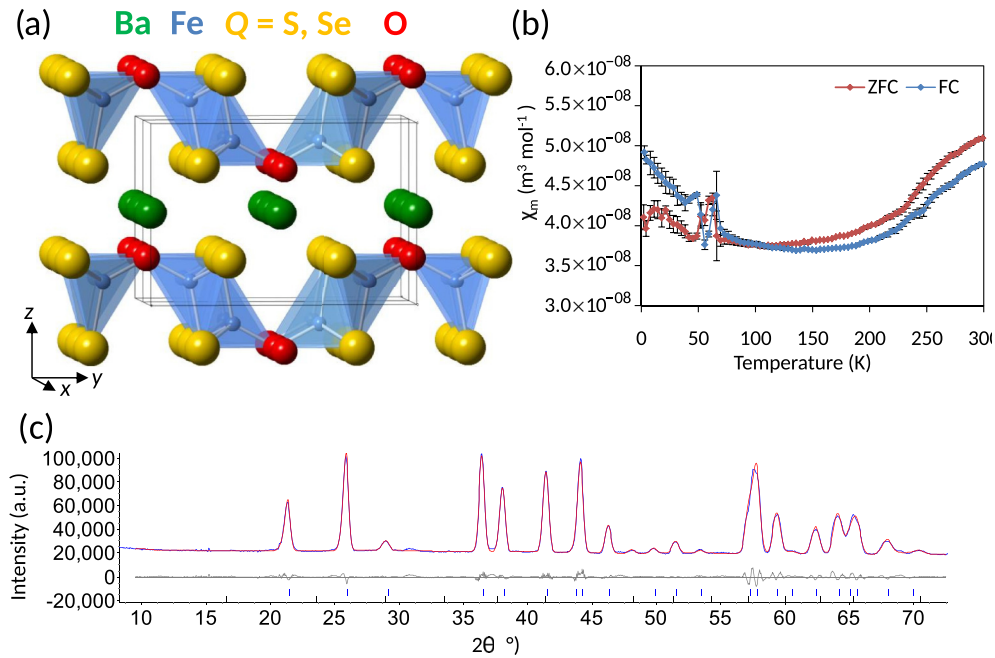 (a)
Ba Fe Q = S, Se O
z
y
x
(b)
6.0×10⁻⁰⁸
5.5×10⁻⁰⁸
5.0×10⁻⁰⁸
4.5×10⁻⁰⁸
4.0×10⁻⁰⁸
3.5×10⁻⁰⁸
3.0×10⁻⁰⁸
χₘ (m³ mol⁻¹ )
ZFC FC
0 50 100 150 200 250 300
Temperature (K)
(c)
100,000
80,000
60,000
40,000
20,000
0
-20,000
Intensity (a.u.)
10 15 20 25 30 35 40 45 50 55 60 65 70
2θ °)